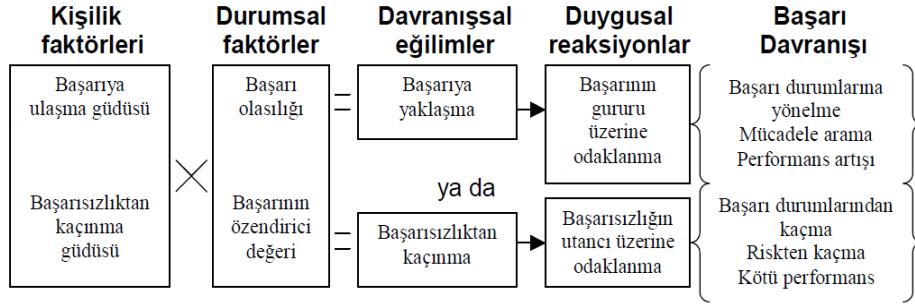 Kişilik
faktörleri
Durumsal
faktörler
Davranışsal
eğilimler
Duygusal
reaksiyonlar
Başarı
Davranışı
Başarıya
ulaşma güdüsü
Başarısızlıktan
kaçınma
güdüsü
Başarı
olasılığı
Başarının
özendirici
değeri
Başarıya
yaklaşma
ya da
Başarısızlıktan
kaçınma
Başarının
gururu
üzerine
odaklanma
Başarısızlığın
utancı üzerine
odaklanma
Başarı durumlarına
yönelme
Mücadele arama
Performans artışı
Başarı durumlarından
kaçma
Riskten kaçma
Kötü performans